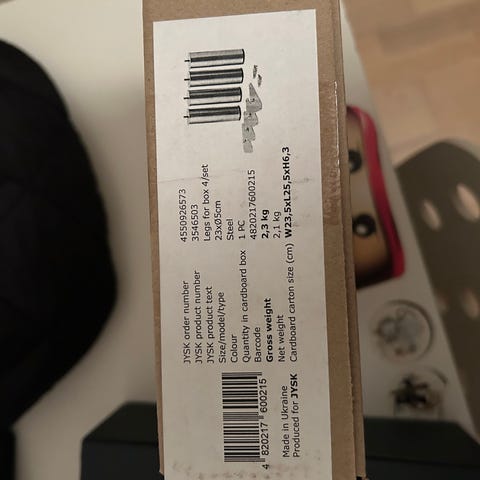 JYSK order number 4550926573
JYSK product number 3546503
JYSK product text Legs for box 4/set
Size/model/type 23xØ5cm
Colour Steel
Quantity in cardboard box 1 PC
Barcode 4820217600215
Gross weight 2,3 kg
Net weight 2,1 kg
Cardboard carton size (cm) W23,5xL25,5xH6,3
4 820217 600215
Made in Ukraine
Produced for JYSK